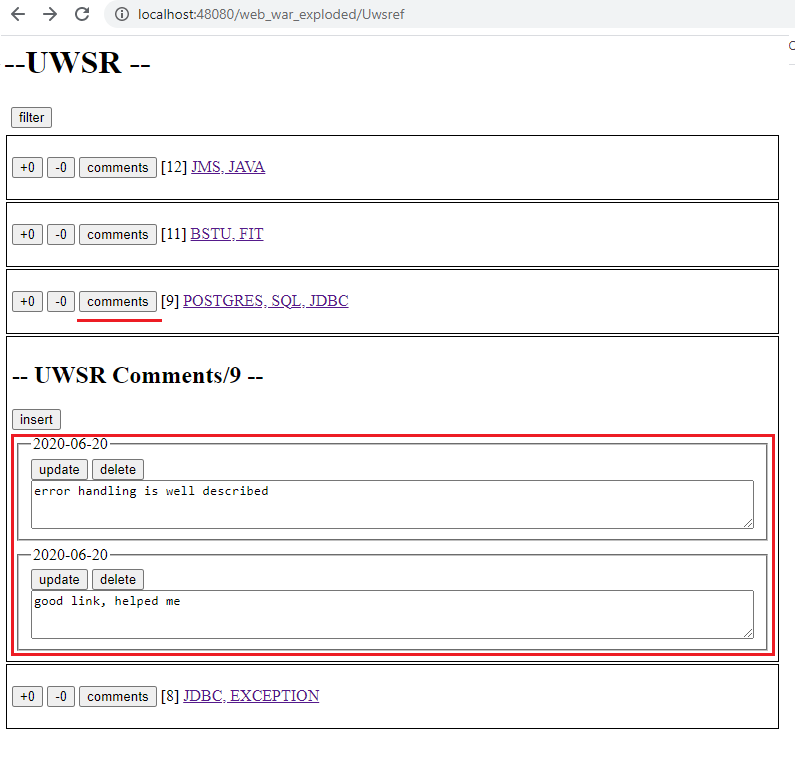 localhost:48080/web_war_exploded/Uwsref
--UWSR --
filter
+0 -0 comments [12] JMS, JAVA
+0 -0 comments [11] BSTU, FIT
+0 -0 comments [9] POSTGRES, SQL, JDBC
-- UWSR Comments/9 --
insert
2020-06-20
update delete
error handling is well described
2020-06-20
update delete
good link, helped me
+0 -0 comments [8] JDBC, EXCEPTION